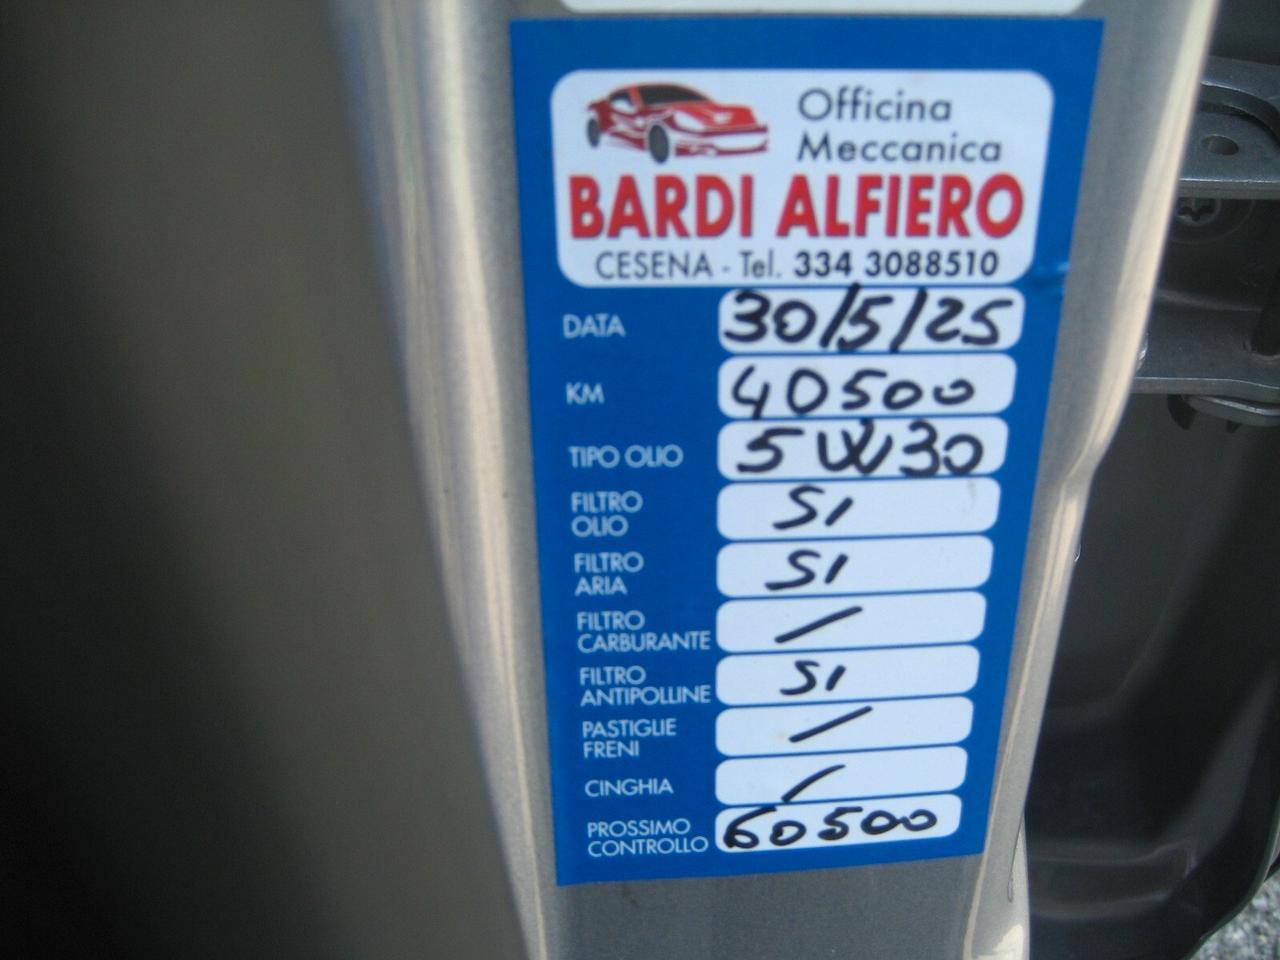 Officina
Meccanica
BARDI ALFIERO
CESENA - Tel. 334 3088510
DATA 30/5/25
KM 40500
TIPO OLIO 5W30
FILTRO
OLIO SI
FILTRO
ARIA SI
FILTRO
CARBURANTE /
FILTRO
ANTIPOLLINE SI
PASTIGLIE
FRENI /
CINGHIA /
PROSSIMO
CONTROLLO 60500